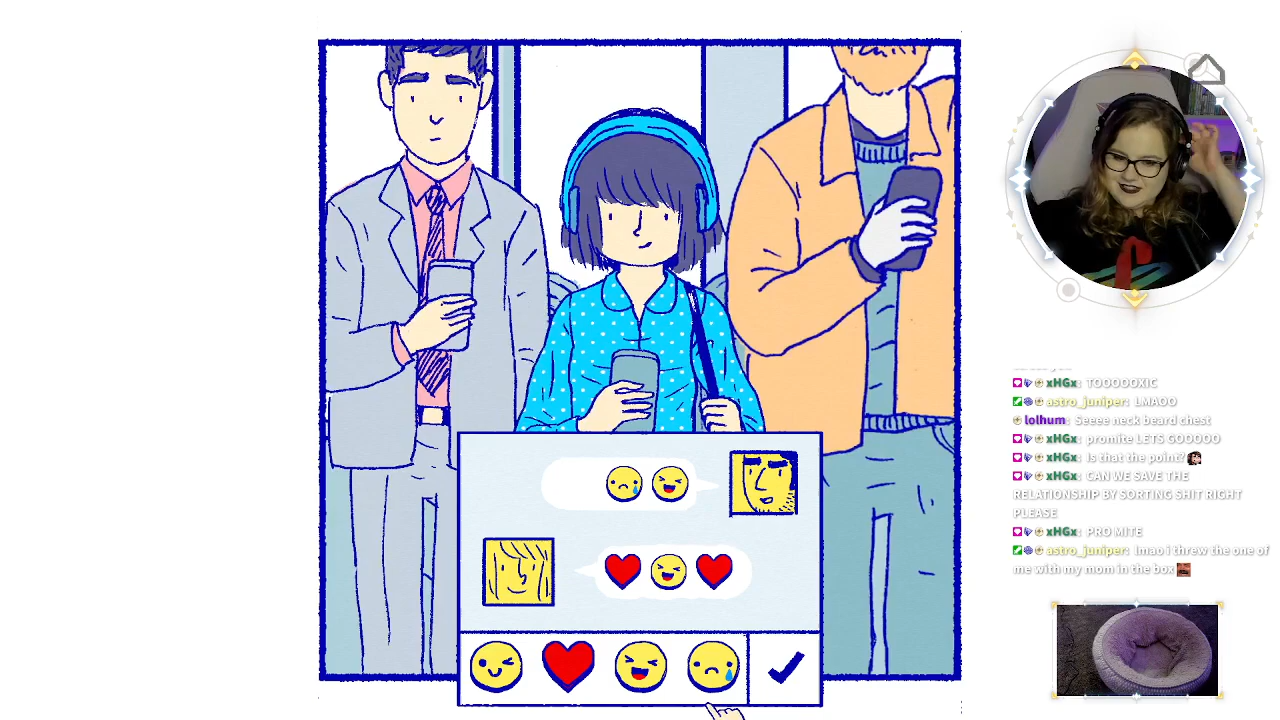 xHGx: TOOOOOXIC
astro_juniper: LMAOO
lolhum: Seeee neck beard chest
xHGx: promite LETS GOOOOO
xHGx: Is that the point?
xHGx: CAN WE SAVE THE
RELATIONSHIP BY SORTING SHIT RIGHT
PLEASE
xHGx: PRO MITE
astro_juniper: lmao i threw the one of
me with my mom in the box